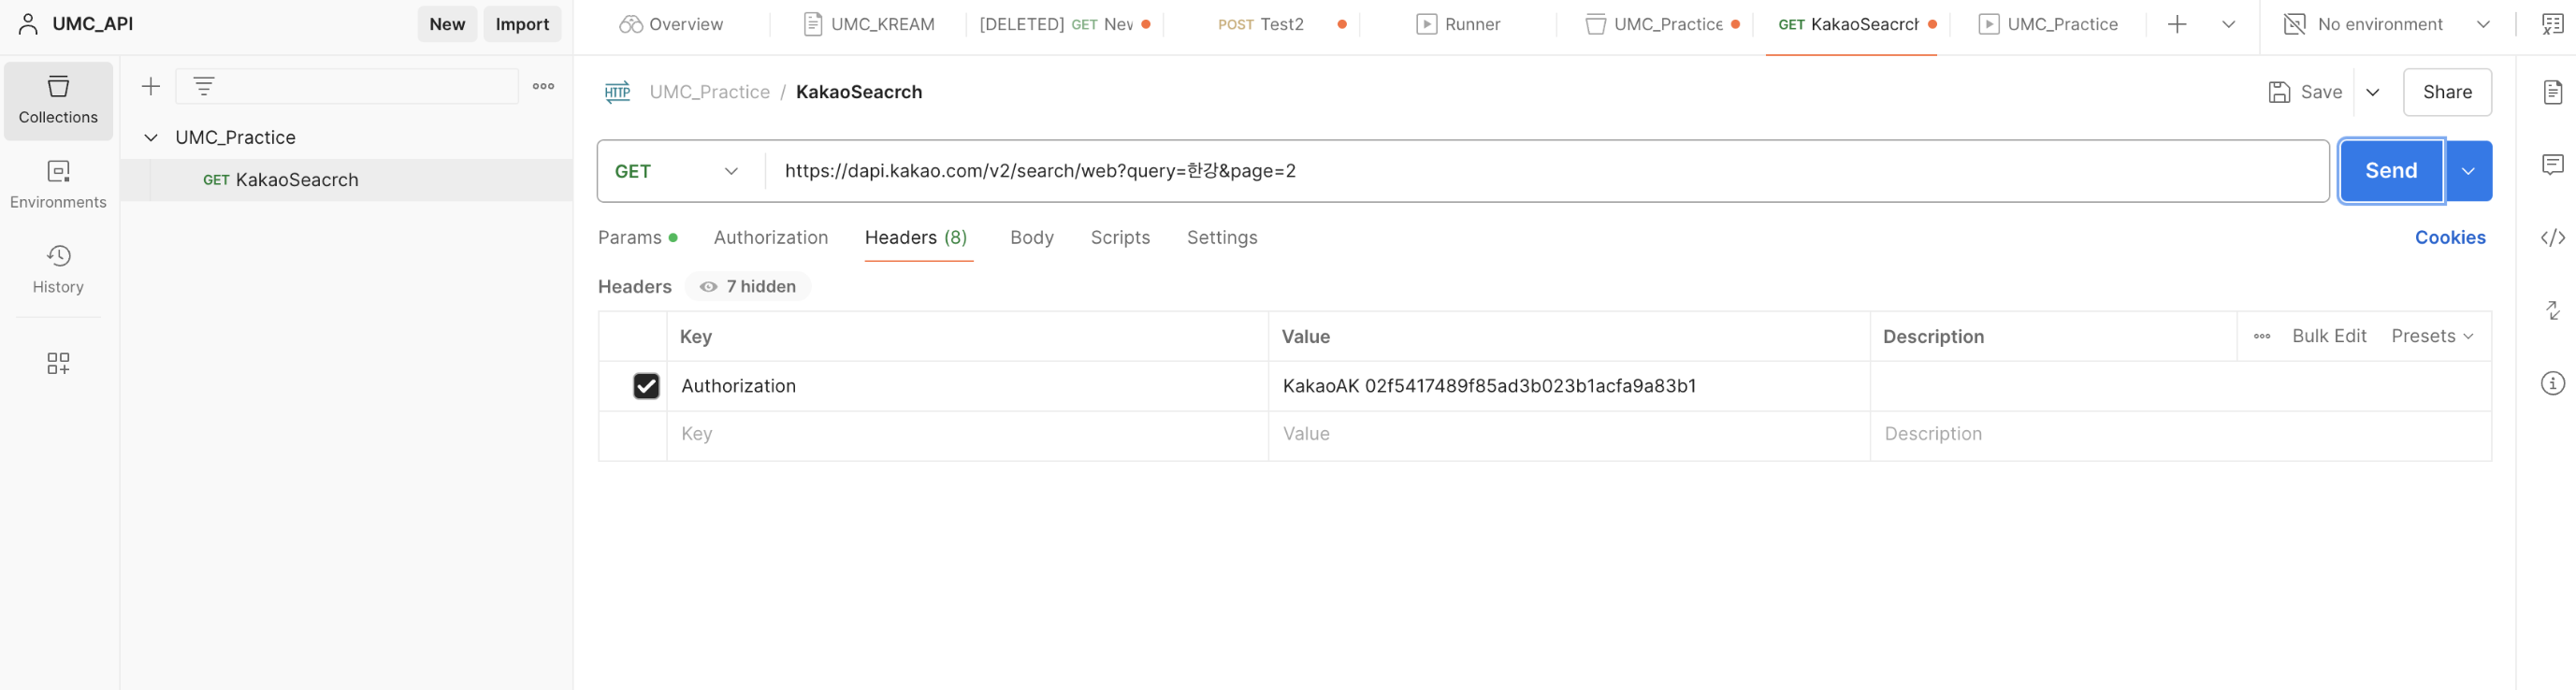 UMC_API
New
Import
Overview
UMC_KREAM
[DELETED] GET Nev
POST Test2
Runner
UMC_Practice
GET KakaoSeacrch
UMC_Practice
No environment
Collections
Environments
History
UMC_Practice
GET KakaoSeacrch
HTTP
UMC_Practice / KakaoSeacrch
Save
Share
GET
https://dapi.kakao.com/v2/search/web?query=한강&page=2
Send
Params
Authorization
Headers (8)
Body
Scripts
Settings
Cookies
Headers
7 hidden
Key
Value
Description
Bulk Edit
Presets
Authorization
KakaoAK 02f5417489f85ad3b023b1acfa9a83b1
Key
Value
Description